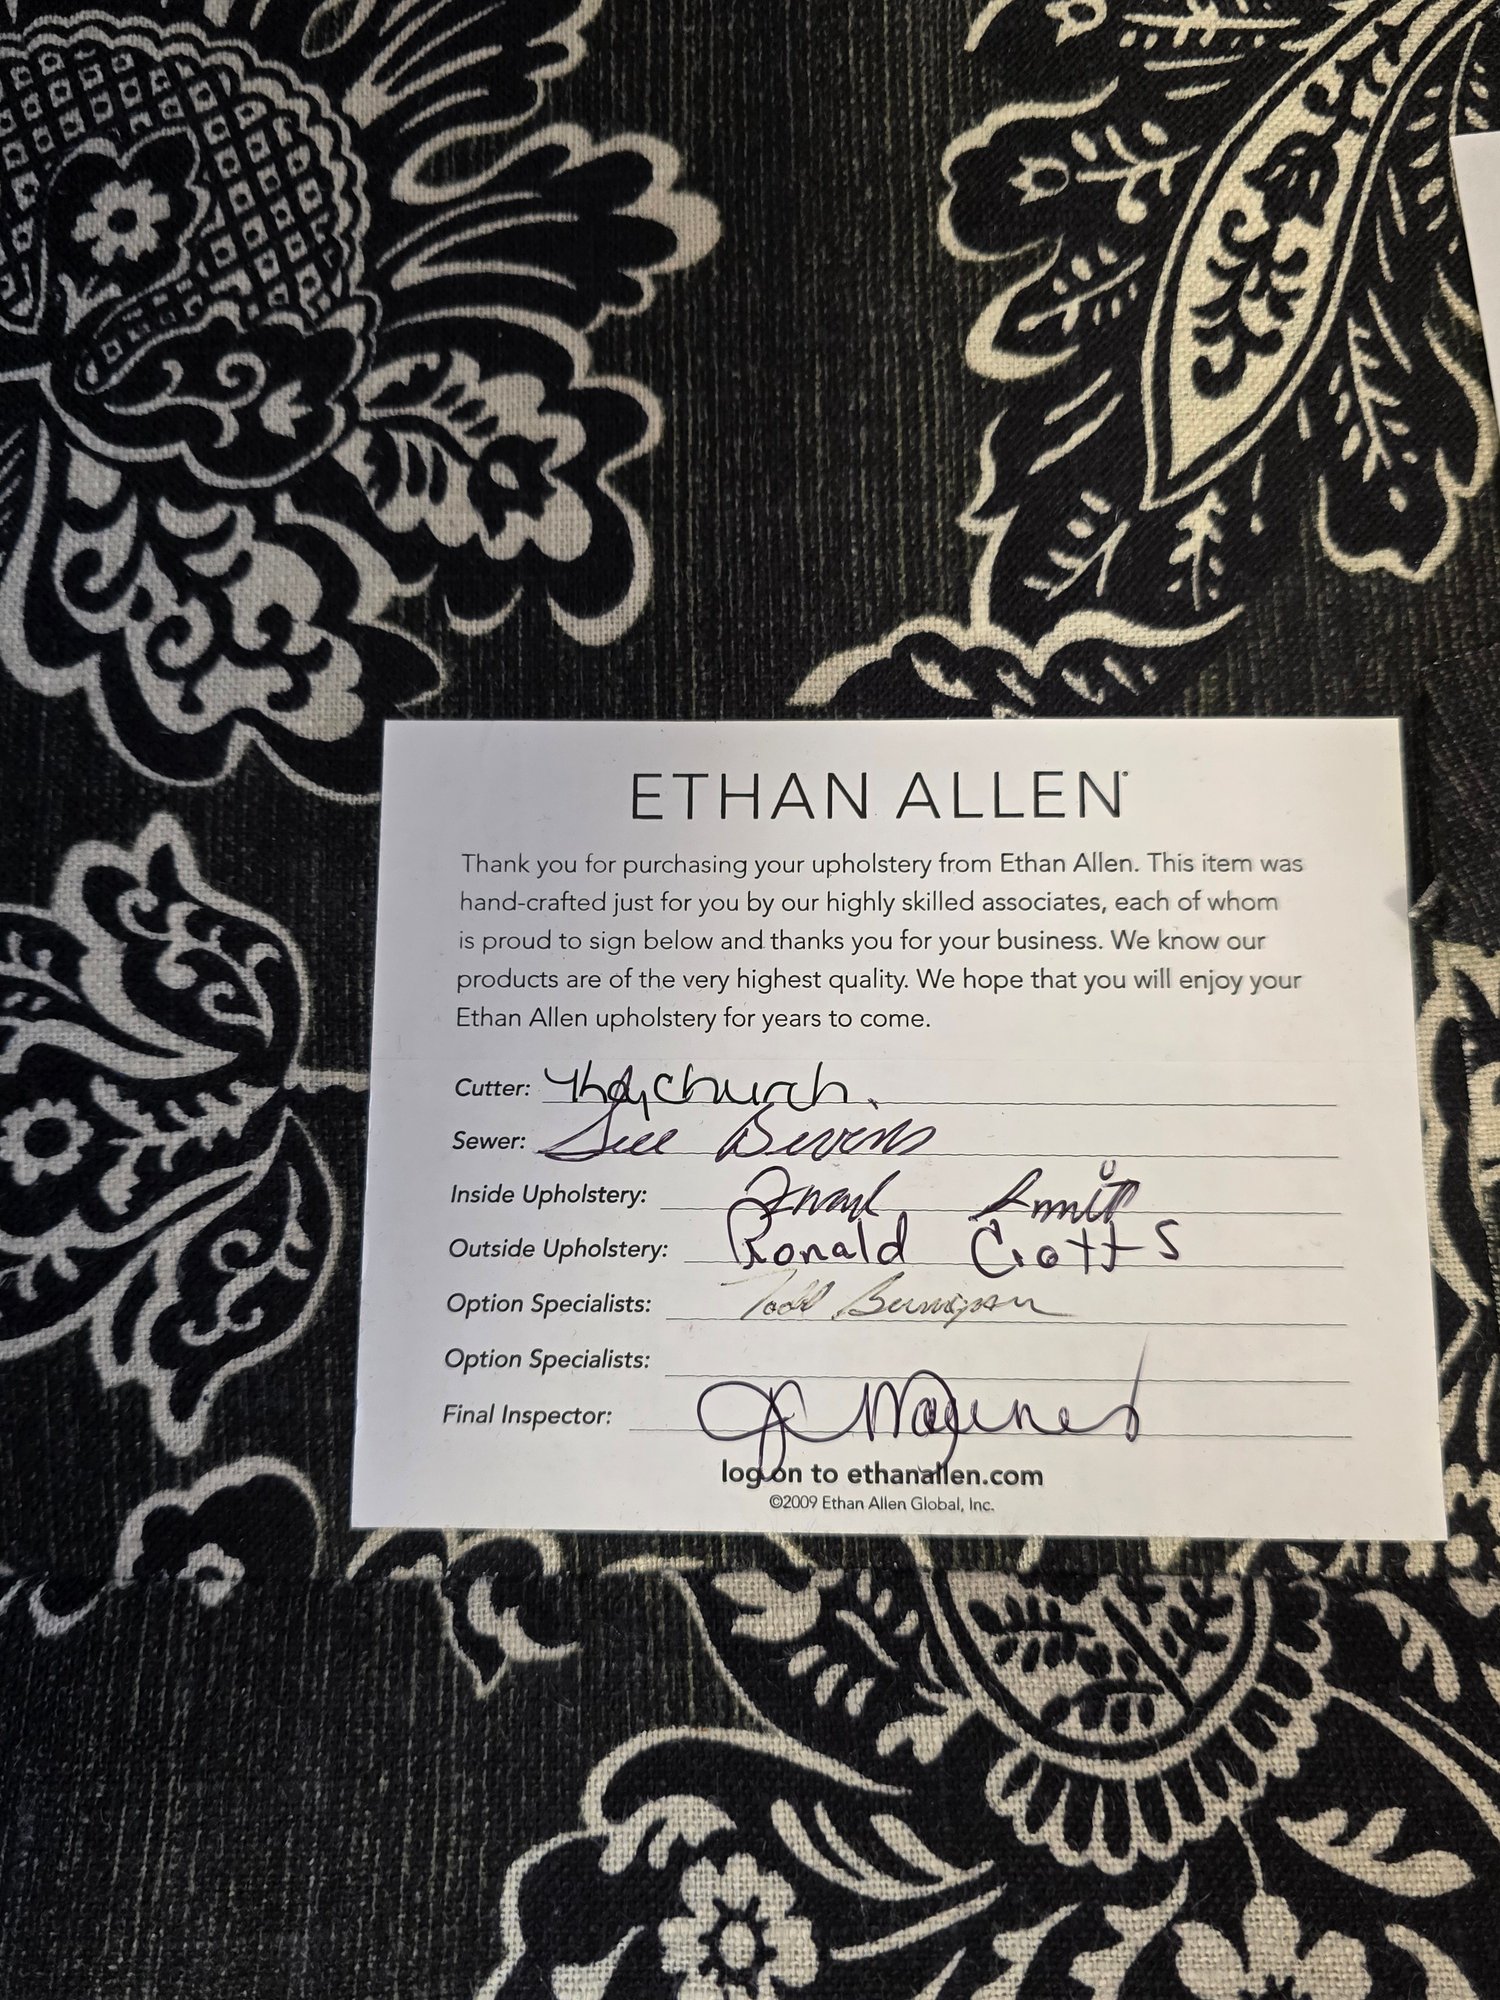 ETHAN ALLEN®
Thank you for purchasing your upholstery from Ethan Allen. This item was
hand-crafted just for you by our highly skilled associates, each of whom
is proud to sign below and thanks you for your business. We know our
products are of the very highest quality. We hope that you will enjoy your
Ethan Allen upholstery for years to come.
Cutter:
Sewer: Sue Bivens
Inside Upholstery:
Outside Upholstery: Ronald Crotts
Option Specialists: Todd
Option Specialists:
Final Inspector:
log on to ethanallen.com
©2009 Ethan Allen Global, Inc.